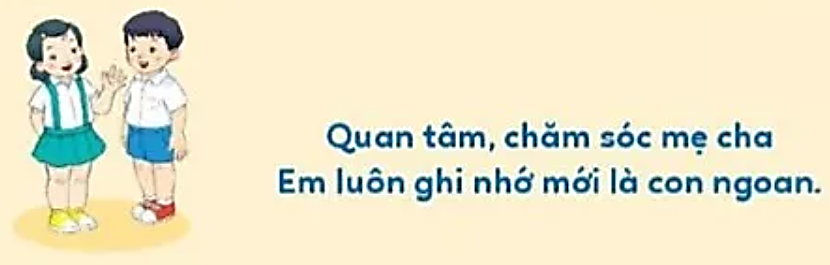 Quan tâm, chăm sóc mẹ cha
Em luôn ghi nhớ mới là con ngoan.